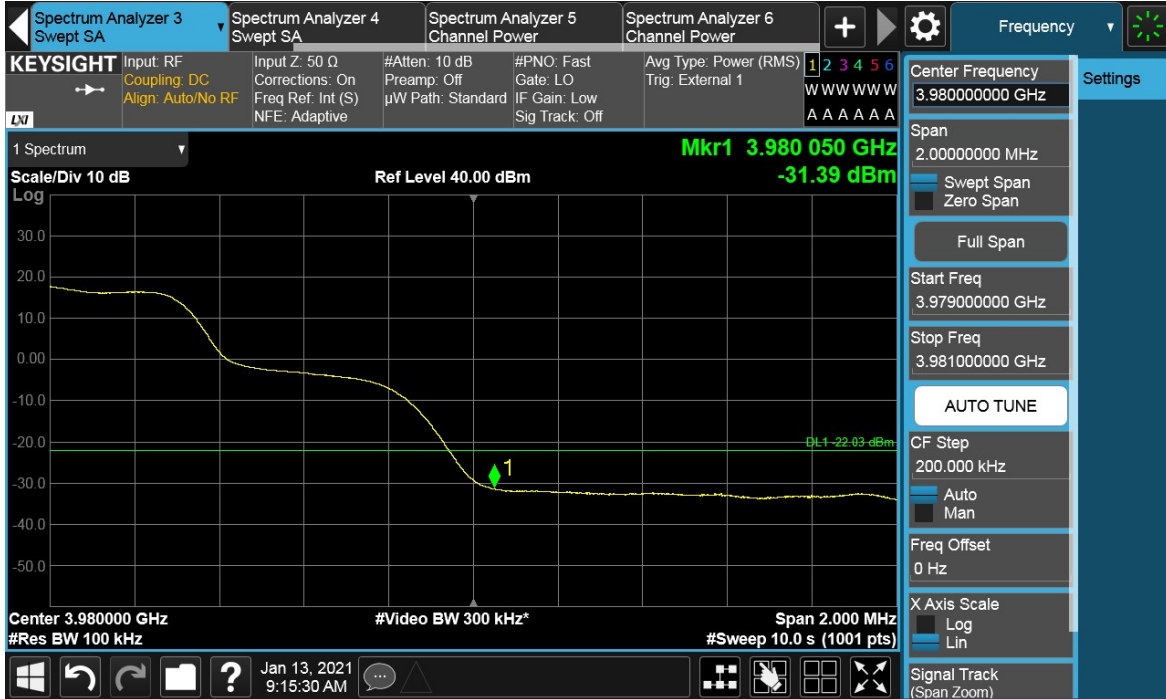 Spectrum Analyzer 3
Swept SA
Spectrum Analyzer 4
Swept SA
Spectrum Analyzer 5
Channel Power
Spectrum Analyzer 6
Channel Power
+
Frequency
KEYSIGHT
LXI
Input: RF
Coupling: DC
Align: Auto/No RF
Input Z: 50 Ω
Corrections: On
Freq Ref: Int (S)
NFE: Adaptive
#Atten: 10 dB
Preamp: Off
µW Path: Standard
#PNO: Fast
Gate: LO
IF Gain: Low
Sig Track: Off
Avg Type: Power (RMS)
Trig: External 1
1 2 3 4 5 6
W W W W W W
A A A A A A
1 Spectrum
Scale/Div 10 dB
Log
Ref Level 40.00 dBm
Mkr1 3.980 050 GHz
-31.39 dBm
30.0
20.0
10.0
0.00
-10.0
-20.0
-30.0
-40.0
-50.0
DL1 -22.03 dBm
1
Center 3.980000 GHz
#Res BW 100 kHz
#Video BW 300 kHz*
Span 2.000 MHz
#Sweep 10.0 s (1001 pts)
?
Jan 13, 2021
9:15:30 AM
Center Frequency
3.980000000 GHz
Settings
Span
2.00000000 MHz
Swept Span
Zero Span
Full Span
Start Freq
3.979000000 GHz
Stop Freq
3.981000000 GHz
AUTO TUNE
CF Step
200.000 kHz
Auto
Man
Freq Offset
0 Hz
X Axis Scale
Log
Lin
Signal Track
(Span Zoom)